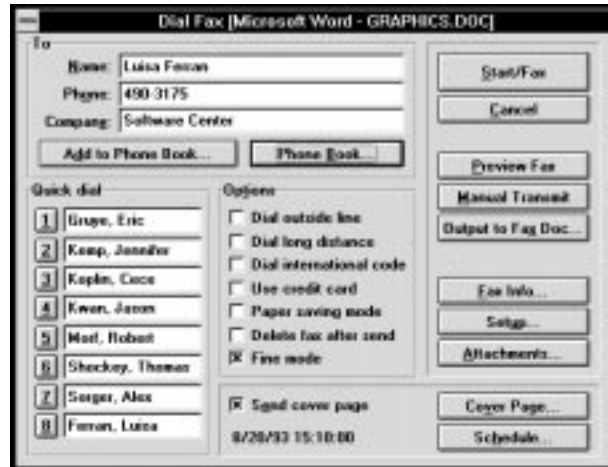 Dial Fax [Microsoft Word - GRAPHICS.DOC]
To
Name: Luisa Ferran
Phone: 490-3175
Company: Software Center
Add to Phone Book... Phone Book...
Start/Fax
Cancel
Preview Fax
Manual Transmit
Output to Fax Doc...
Fax Info...
Setup...
Attachments...
Quick dial
1 Gruye, Eric
2 Kemp, Jennifer
3 Koplin, Cece
4 Kwan, Jason
5 Robert
6 Shockey, Thomas
7 Sorger, Alex
8 Ferran, Luisa
Options
Dial outside line
Dial long distance
Dial international code
Use credit card
Paper saving mode
Delete fax after send
Fine mode
Send cover page
8/20/93 15:10:00
Cover Page...
Schedule...